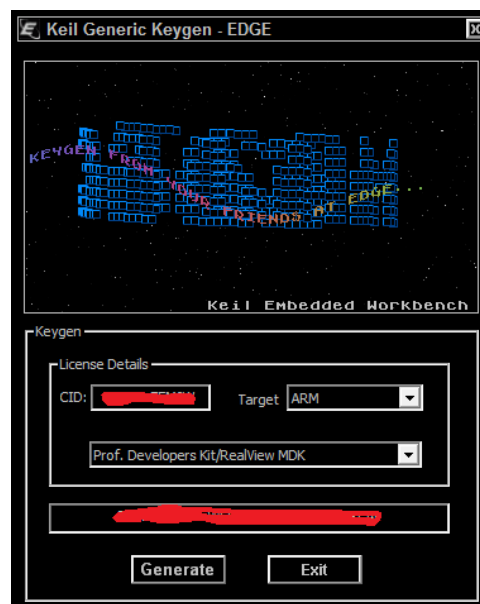 Keil Generic Keygen - EDGE
KEYGEN FROM YOUR FRIENDS AT EDGE...
Keil Embedded Workbench
Keygen
License Details
CID:
Target ARM
Prof. Developers Kit/RealView MDK
Generate Exit